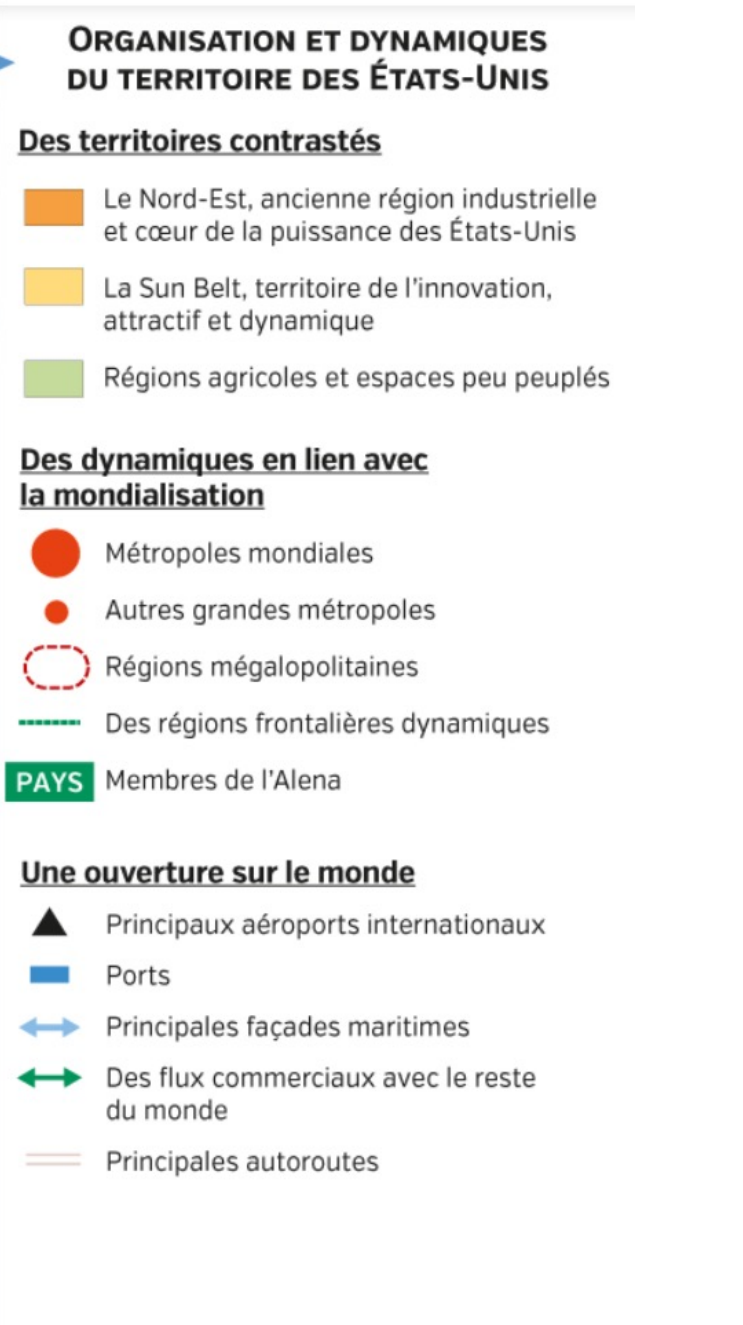 ORGANISATION ET DYNAMIQUES
DU TERRITOIRE DES ÉTATS-UNIS
Des territoires contrastés
Le Nord-Est, ancienne région industrielle
et cœur de la puissance des États-Unis
La Sun Belt, territoire de l'innovation,
attractif et dynamique
Régions agricoles et espaces peu peuplés
Des dynamiques en lien avec
la mondialisation
Métropoles mondiales
Autres grandes métropoles
Régions mégalopolitaines
Des régions frontalières dynamiques
PAYS Membres de l'Alena
Une ouverture sur le monde
Principaux aéroports internationaux
Ports
Principales façades maritimes
Des flux commerciaux avec le reste
du monde
Principales autoroutes